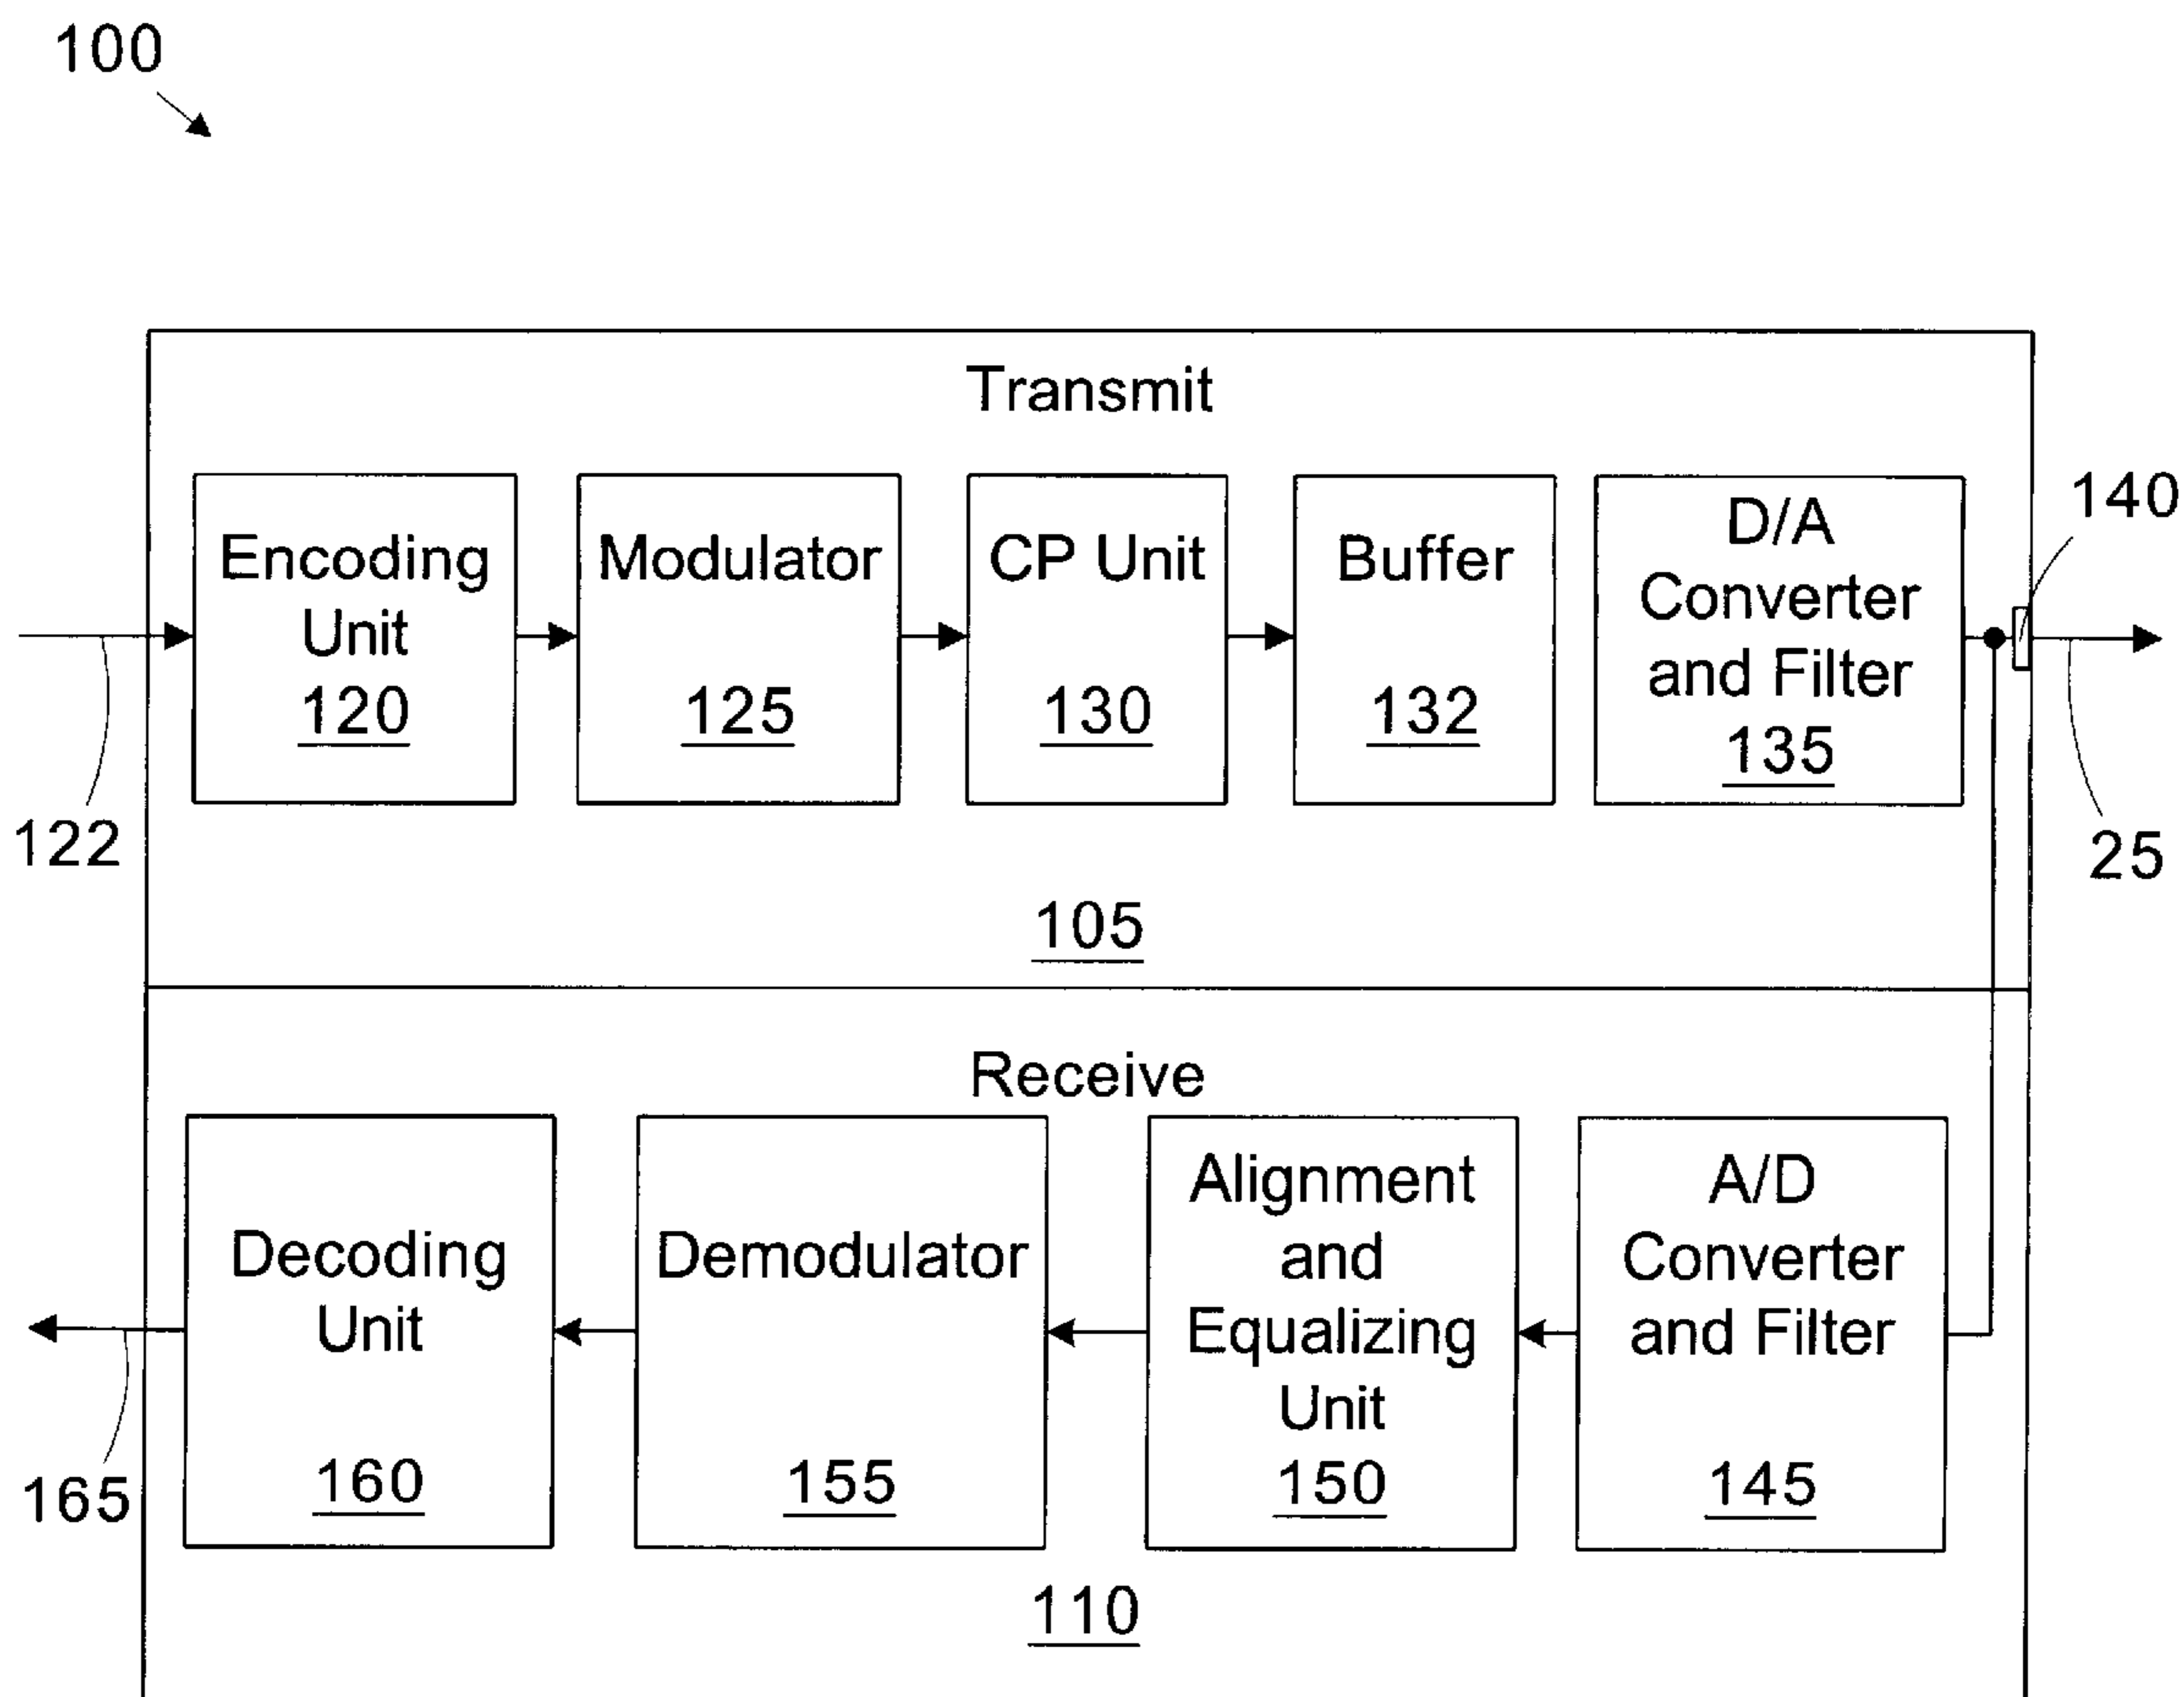 100
Transmit
140
Encoding
Unit
120
Modulator
125
CP Unit
130
Buffer
132
D/A
Converter
and Filter
135
122
25
105
Receive
Decoding
Unit
160
Demodulator
155
Alignment
and
Equalizing
Unit
150
A/D
Converter
and Filter
145
165
110